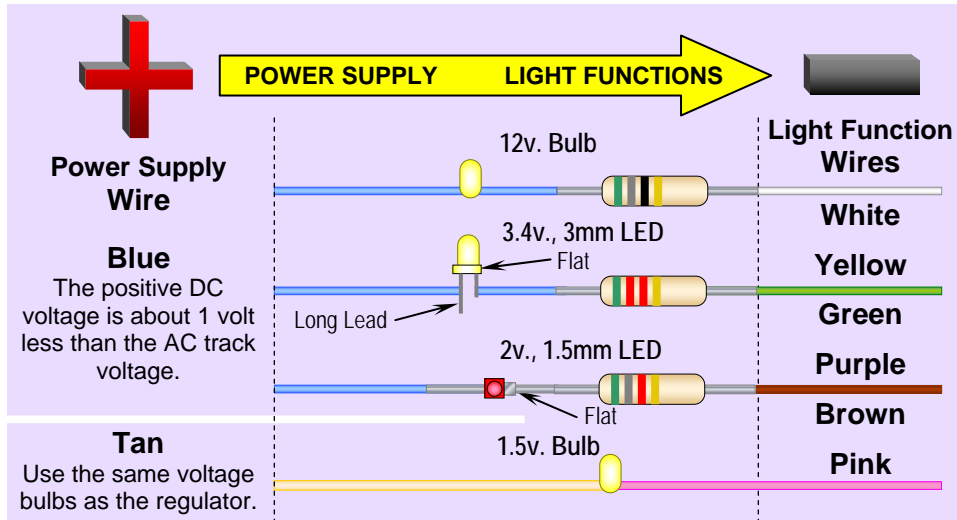 POWER SUPPLY LIGHT FUNCTIONS
Power Supply
Wire
Blue
The positive DC
voltage is about 1 volt
less than the AC track
voltage.
Tan
Use the same voltage
bulbs as the regulator.
12v. Bulb
3.4v., 3mm LED
Flat
Long Lead
2v., 1.5mm LED
Flat
1.5v. Bulb
Light Function
Wires
White
Yellow
Green
Purple
Brown
Pink